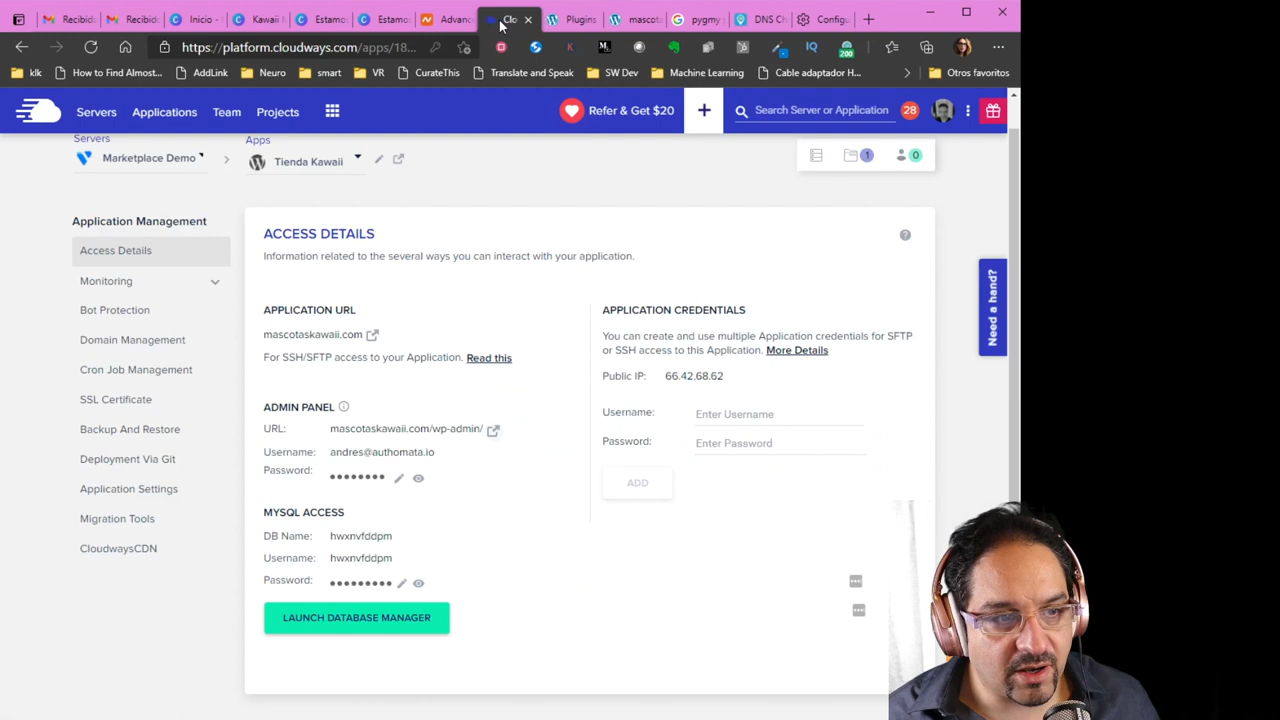 Recibid
Recibid
Inicio -
Kawaii M
Estamo
Estamo
Advanc
Clo
Plugins
mascot
pygmy
DNS Ch
Configu
https://platform.cloudways.com/apps/18...
200
klk
How to Find Almost...
AddLink
Neuro
smart
VR
CurateThis
Translate and Speak
SW Dev
Machine Learning
Cable adaptador H...
Otros favoritos
Servers
Applications
Team
Projects
Refer & Get $20
+
Search Server or Application
28
Servers
Marketplace Demo
Apps
Tienda Kawaii
1
0
Application Management
Access Details
Monitoring
Bot Protection
Domain Management
Cron Job Management
SSL Certificate
Backup And Restore
Deployment Via Git
Application Settings
Migration Tools
CloudwaysCDN
ACCESS DETAILS
Information related to the several ways you can interact with your application.
APPLICATION URL
mascotaskawaii.com
For SSH/SFTP access to your Application. Read this
ADMIN PANEL
URL: mascotaskawaii.com/wp-admin/
Username: andres@authomata.io
Password: ••••••••
MYSQL ACCESS
DB Name: hwxnvfddpm
Username: hwxnvfddpm
Password: •••••••••
LAUNCH DATABASE MANAGER
APPLICATION CREDENTIALS
You can create and use multiple Application credentials for SFTP
or SSH access to this Application. More Details
Public IP: 66.42.68.62
Username: Enter Username
Password: Enter Password
ADD
Need a hand?